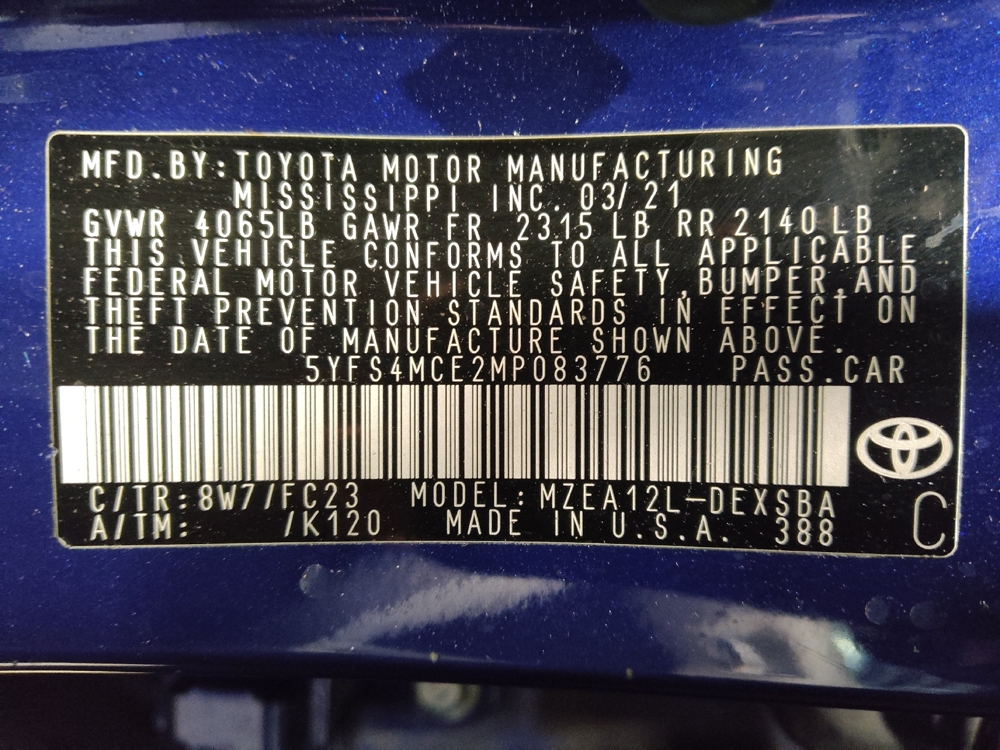 MFD.BY:TOYOTA MOTOR MANUFACTURING
MISSISSIPPI INC. 03/21
GVWR 4065LB GAWR FR 2315 LB RR 2140 LB
THIS VEHICLE CONFORMS TO ALL APPLICABLE
FEDERAL MOTOR VEHICLE SAFETY,BUMPER,AND
THEFT PREVENTION STANDARDS IN EFFECT ON
THE DATE OF MANUFACTURE SHOWN ABOVE.
5YFS4MCE2MP083776 PASS.CAR
C/TR:8W7/FC23 MODEL:MZEA12L-DEXSBA
A/TM: /K120 MADE IN U.S.A. 388
C